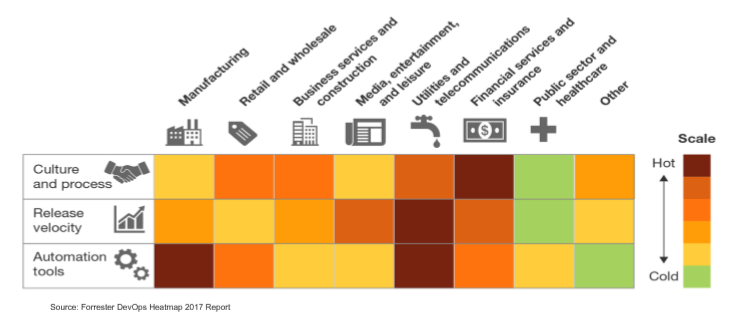 Manufacturing
Retail and wholesale
Business services and
construction
Media, entertainment,
and leisure
Utilities and
telecommunications
Financial services and
insurance
Public sector and
healthcare
Other
$
Scale
Hot
Cold
Culture
and process
Release
velocity
Automation
tools
Source: Forrester DevOps Heatmap 2017 Report